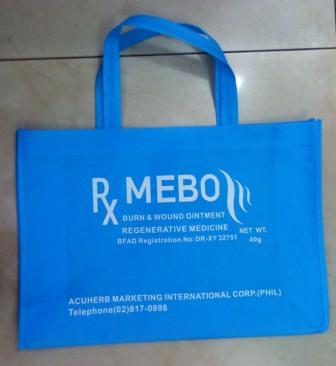 Rx MEBO
BURN & WOUND OINTMENT
REGENERATIVE MEDICINE NET WT.
BFAD Registration No: DR-XY 32751 40g
ACUHERB MARKETING INTERNATIONAL CORP.(PHIL)
Telephone(02)817-0898